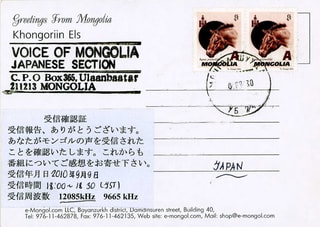 Greetings From Mongolia
Khongoriin Els
VOICE OF MONGOLIA
JAPANESE SECTION
C.P.O Box 365, Ulaanbaatar
211213 MONGOLIA
A
MONGOLIA
A
MONGOLIA
受信確認証
受信報告、ありがとうございます。
あなたがモンゴルの声を受信された
ことを確認いたします。これからも
番組についてご感想をお寄せ下さい。
受信年月日 2010年9月9日
受信時間 18:00~18:50 (JST)
受信周波数 12085kHz 9665 kHz
JAPAN
e-Mongol.com LLC, Bayanzurkh district, Damdinsuren street, Building 40,
Tel: 976-11-462878, Fax: 976-11-462135, Web site: e-mongol.com, Mail: shop@e-mongol.com